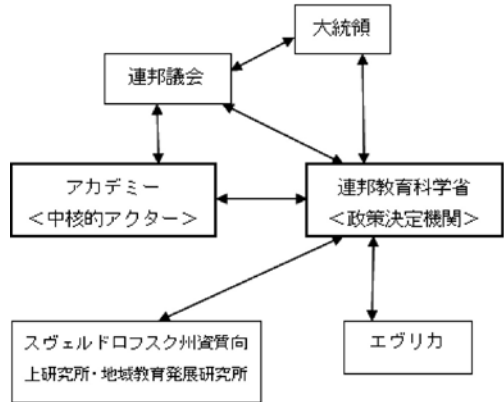 大統領
連邦議会
アカデミー
＜中核的アクター＞
連邦教育科学省
＜政策決定機関＞
スヴェルドロフスク州資質向
上研究所・地域教育発展研究所
エヴリカ